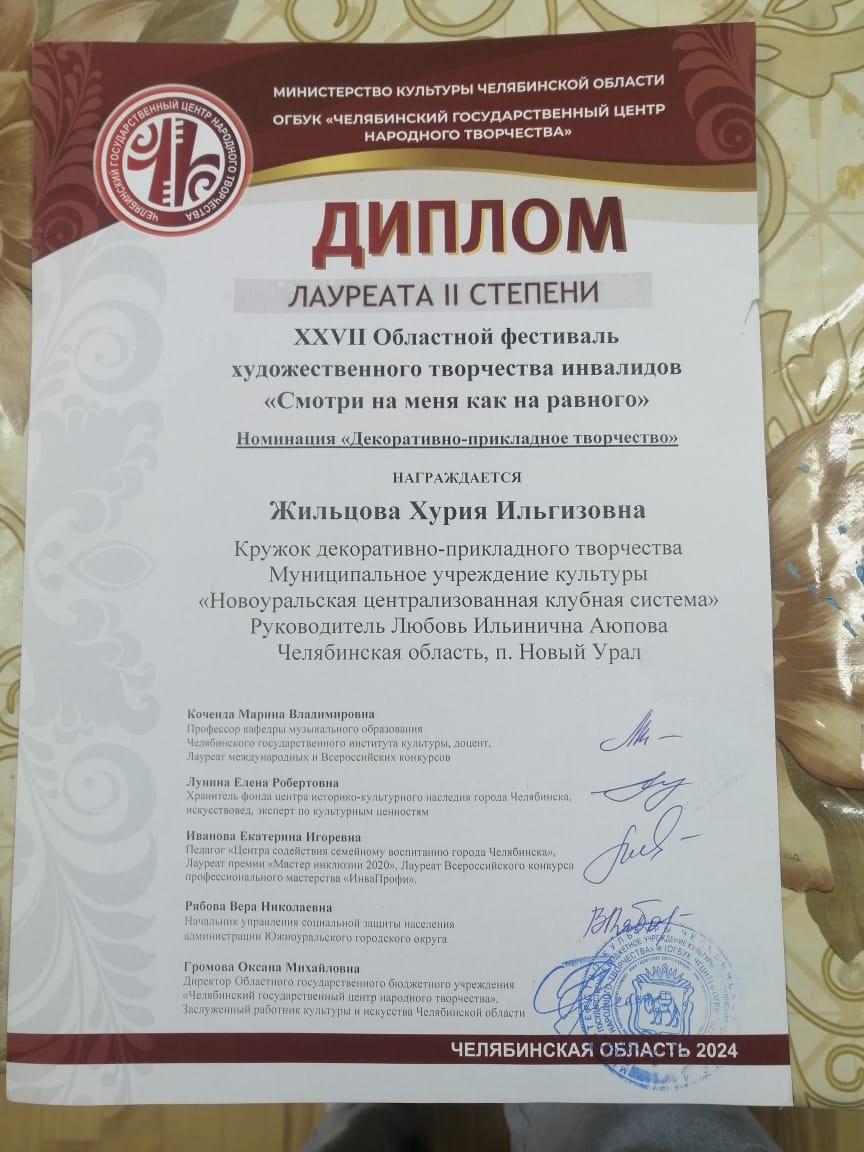 МИНИСТЕРСТВО КУЛЬТУРЫ ЧЕЛЯБИНСКОЙ ОБЛАСТИ
ОГБУК «ЧЕЛЯБИНСКИЙ ГОСУДАРСТВЕННЫЙ ЦЕНТР
НАРОДНОГО ТВОРЧЕСТВА»
ЧЕЛЯБИНСКИЙ ГОСУДАРСТВЕННЫЙ ЦЕНТР НАРОДНОГО ТВОРЧЕСТВА
ДИПЛОМ
ЛАУРЕАТА II СТЕПЕНИ
XXVII Областной фестиваль
художественного творчества инвалидов
«Смотри на меня как на равного»
Номинация «Декоративно-прикладное творчество»
НАГРАЖДАЕТСЯ
Жильцова Хурия Ильгизовна
Кружок декоративно-прикладного творчества
Муниципальное учреждение культуры
«Новоуральская централизованная клубная система»
Руководитель Любовь Ильинична Аюпова
Челябинская область, п. Новый Урал
Коченда Марина Владимировна
Профессор кафедры музыкального образования
Челябинского государственного института культуры, доцент,
Лауреат международных и Всероссийских конкурсов
Лунина Елена Робертовна
Хранитель фонда центра историко-культурного наследия города Челябинска,
искусствовед, эксперт по культурным ценностям
Иванова Екатерина Игоревна
Педагог «Центра содействия семейному воспитанию города Челябинска»,
Лауреат премии «Мастер инклюзии 2020», Лауреат Всероссийского конкурса
профессионального мастерства «ИнваПрофи».
Рябова Вера Николаевна
Начальник управления социальной защиты населения
администрации Южноуральского городского округа
Громова Оксана Михайловна
Директор Областного государственного бюджетного учреждения
«Челябинский государственный центр народного творчества»,
Заслуженный работник культуры и искусства Челябинской области
ЧЕЛЯБИНСКАЯ ОБЛАСТЬ 2024